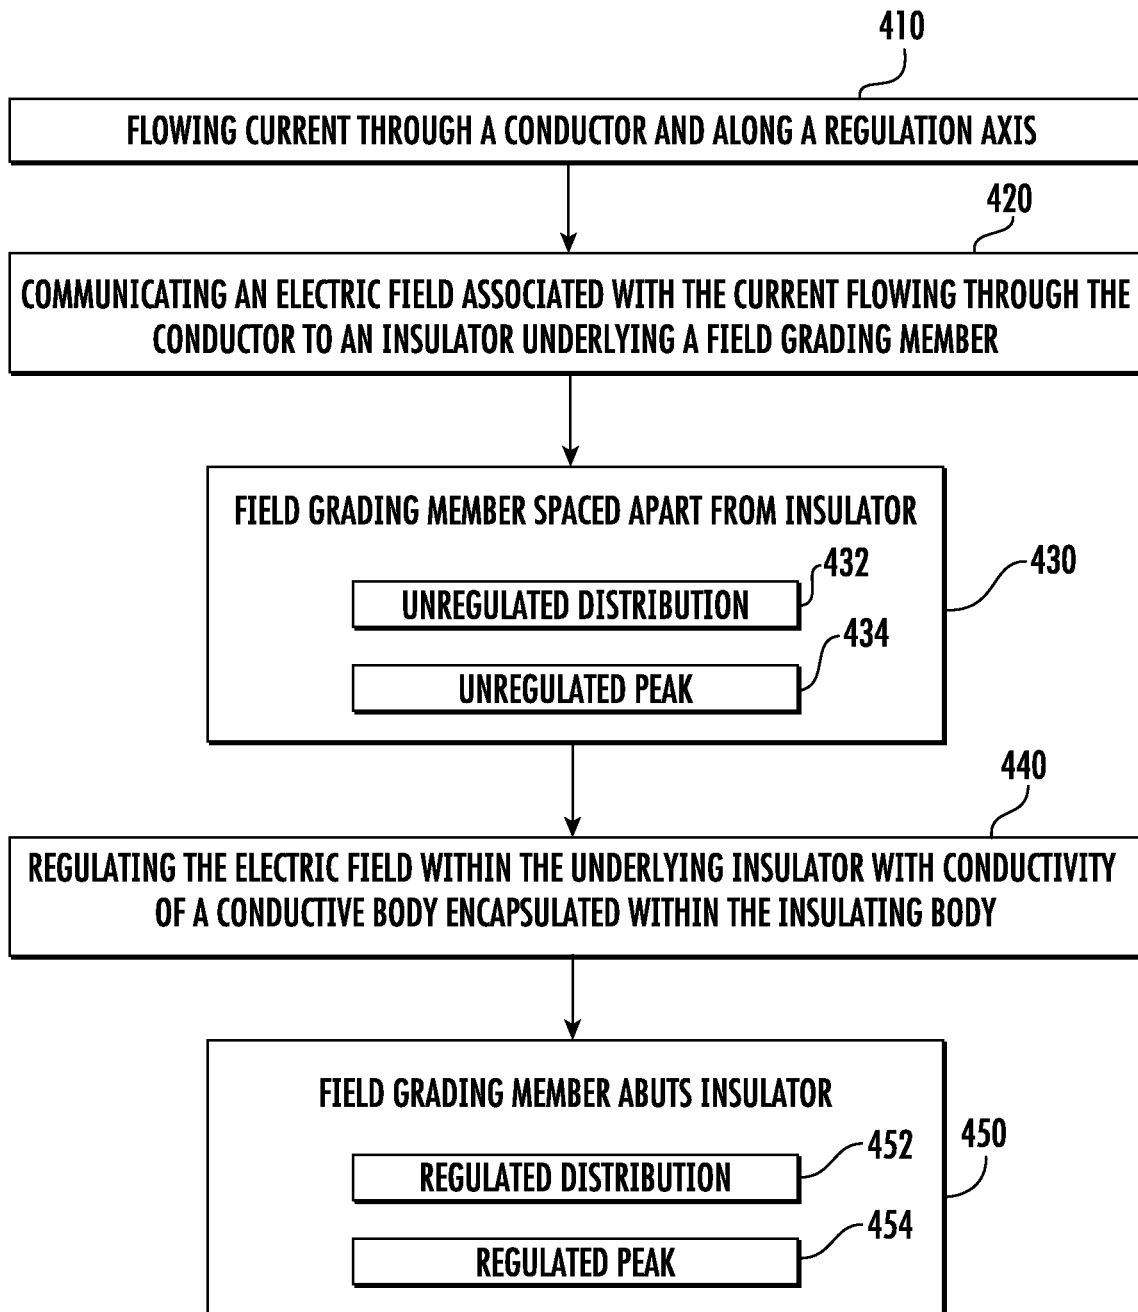 410
FLOWING CURRENT THROUGH A CONDUCTOR AND ALONG A REGULATION AXIS
420
COMMUNICATING AN ELECTRIC FIELD ASSOCIATED WITH THE CURRENT FLOWING THROUGH THE
CONDUCTOR TO AN INSULATOR UNDERLYING A FIELD GRADING MEMBER
FIELD GRADING MEMBER SPACED APART FROM INSULATOR
432
430
UNREGULATED DISTRIBUTION
434
UNREGULATED PEAK
440
REGULATING THE ELECTRIC FIELD WITHIN THE UNDERLYING INSULATOR WITH CONDUCTIVITY
OF A CONDUCTIVE BODY ENCAPSULATED WITHIN THE INSULATING BODY
FIELD GRADING MEMBER ABUTS INSULATOR
452
450
REGULATED DISTRIBUTION
454
REGULATED PEAK